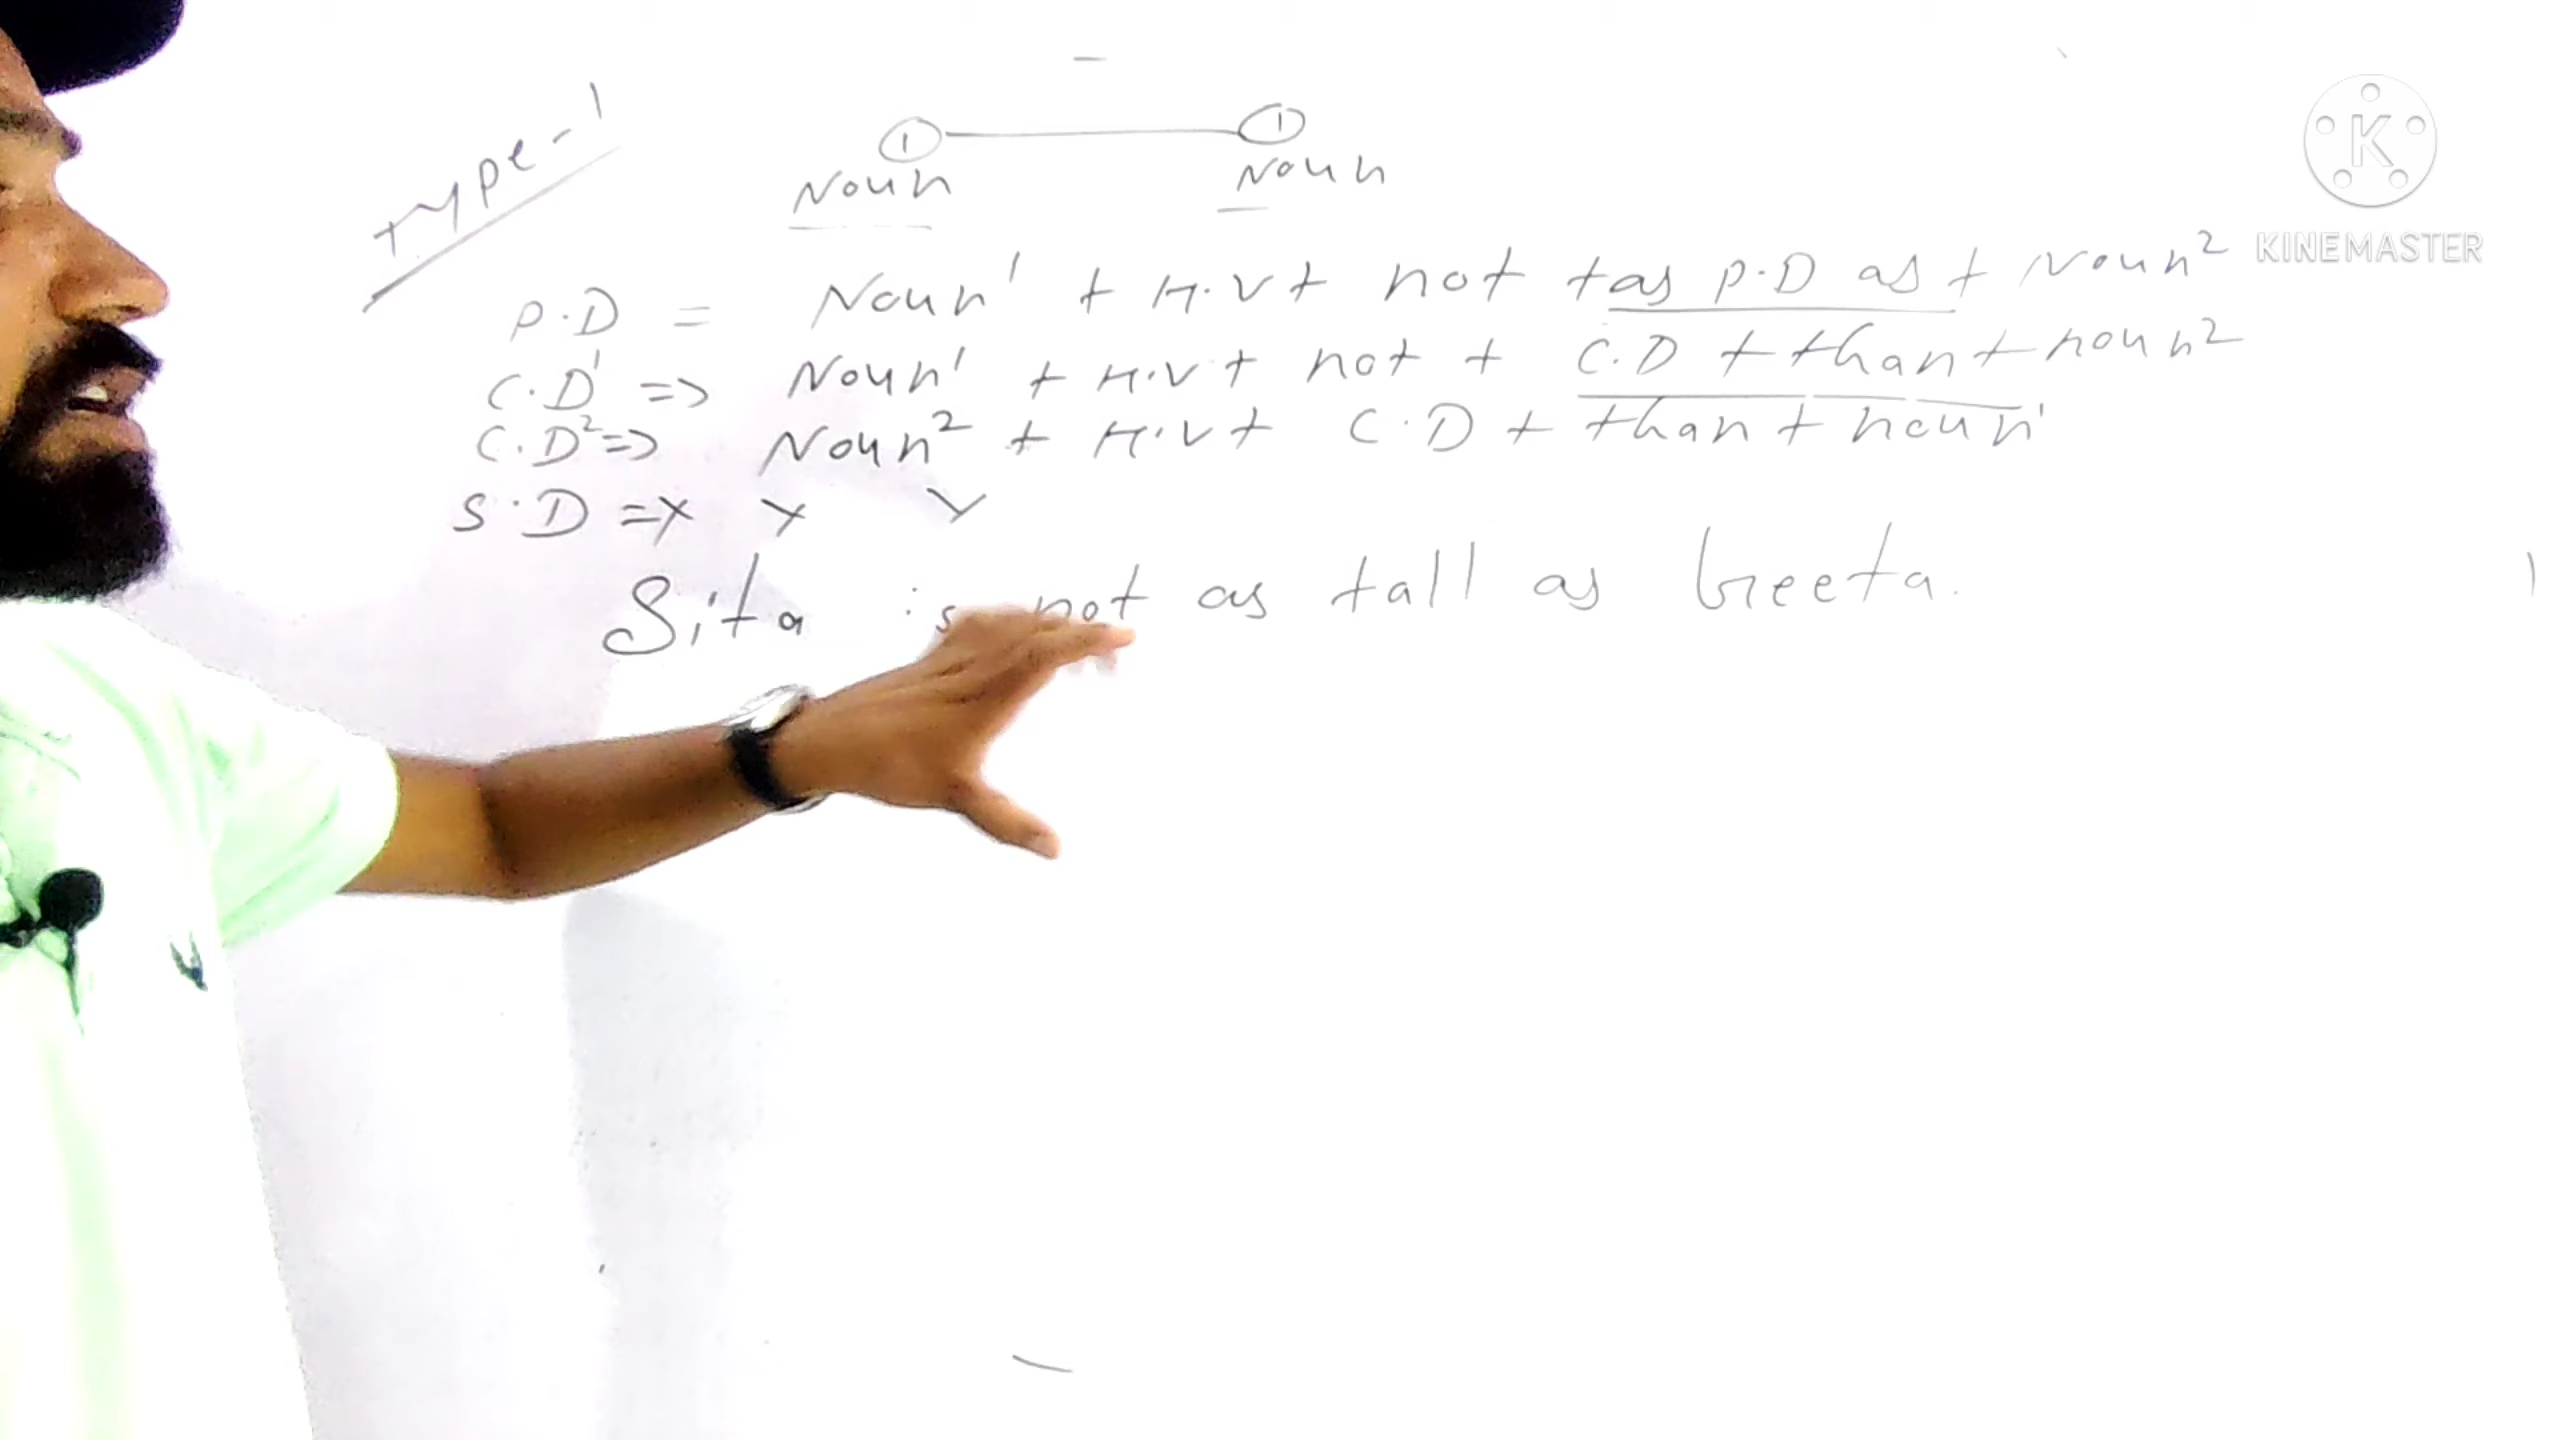 Type-1
1 1
Noun Noun
P.D = Noun¹ + H.V + not + as P.D as + Noun²
C.D¹ => Noun¹ + H.V + not + C.D + than + noun²
C.D² => Noun² + H.V + C.D + than + noun¹
S.D => x x x
Sita is not as tall as Geeta.
K
KINEMASTER